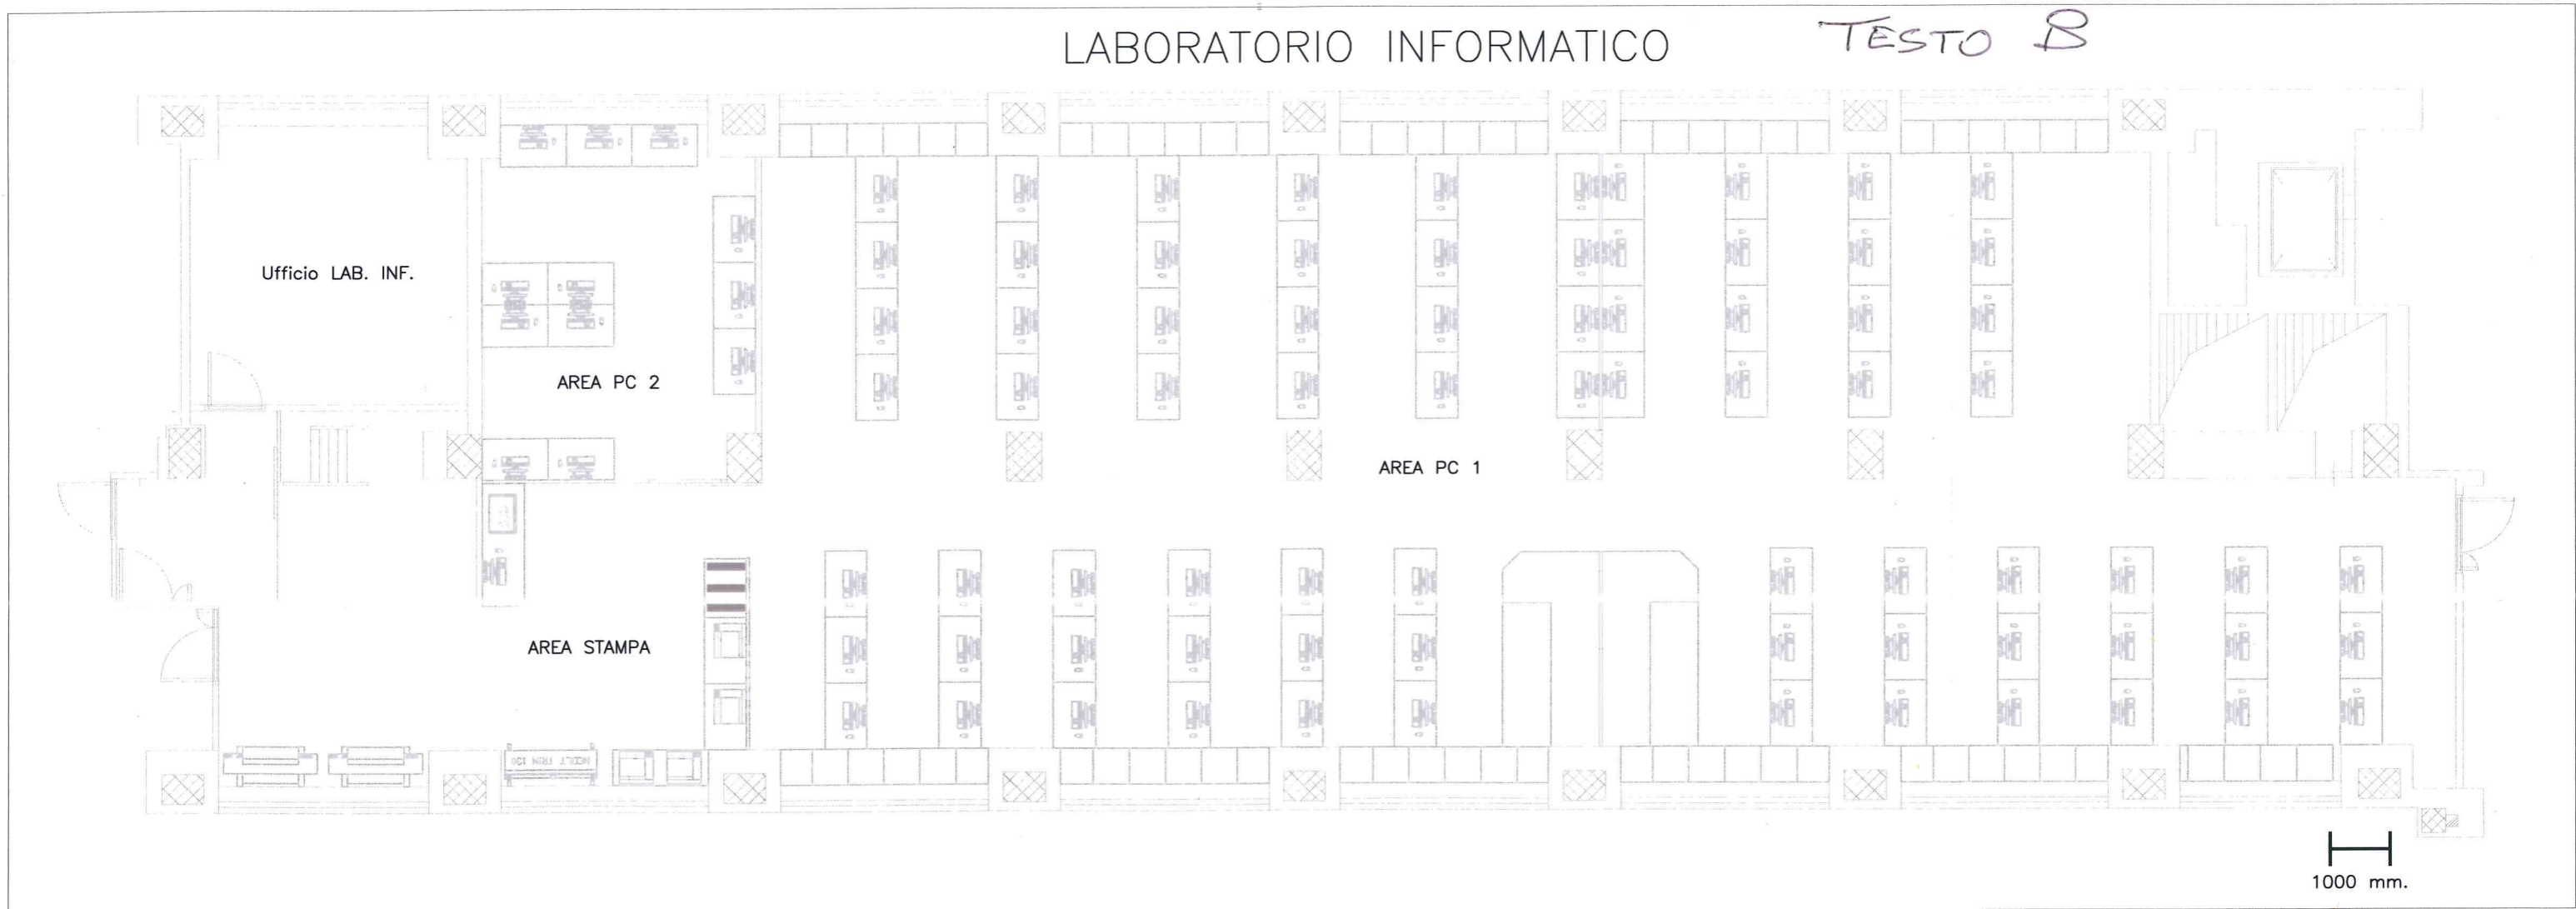 LABORATORIO INFORMATICO
TESTO B
Ufficio LAB. INF.
AREA PC 2
AREA PC 1
AREA STAMPA
1000 mm.